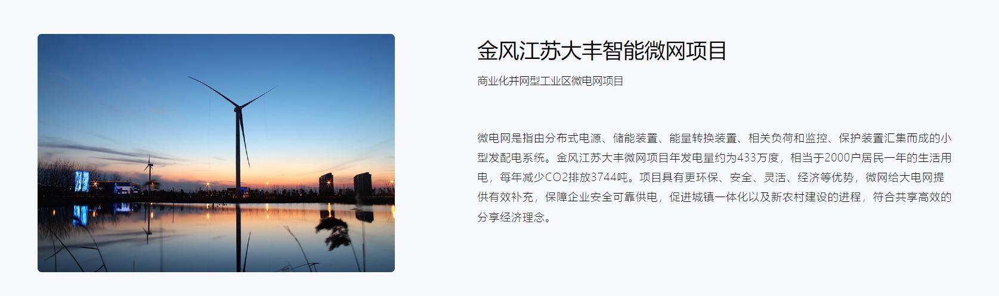 金风江苏大丰智能微网项目
商业化并网型工业区微电网项目
微电网是指由分布式电源、储能装置、能量转换装置、相关负荷和监控、保护装置汇集而成的小
型发配电系统。金风江苏大丰微网项目年发电量约为433万度，相当于2000户居民一年的生活用
电，每年减少CO2排放3744吨。项目具有更环保、安全、灵活、经济等优势，微网给大电网提
供有效补充，保障企业安全可靠供电，促进城镇一体化以及新农村建设的进程，符合共享高效的
分享经济理念。